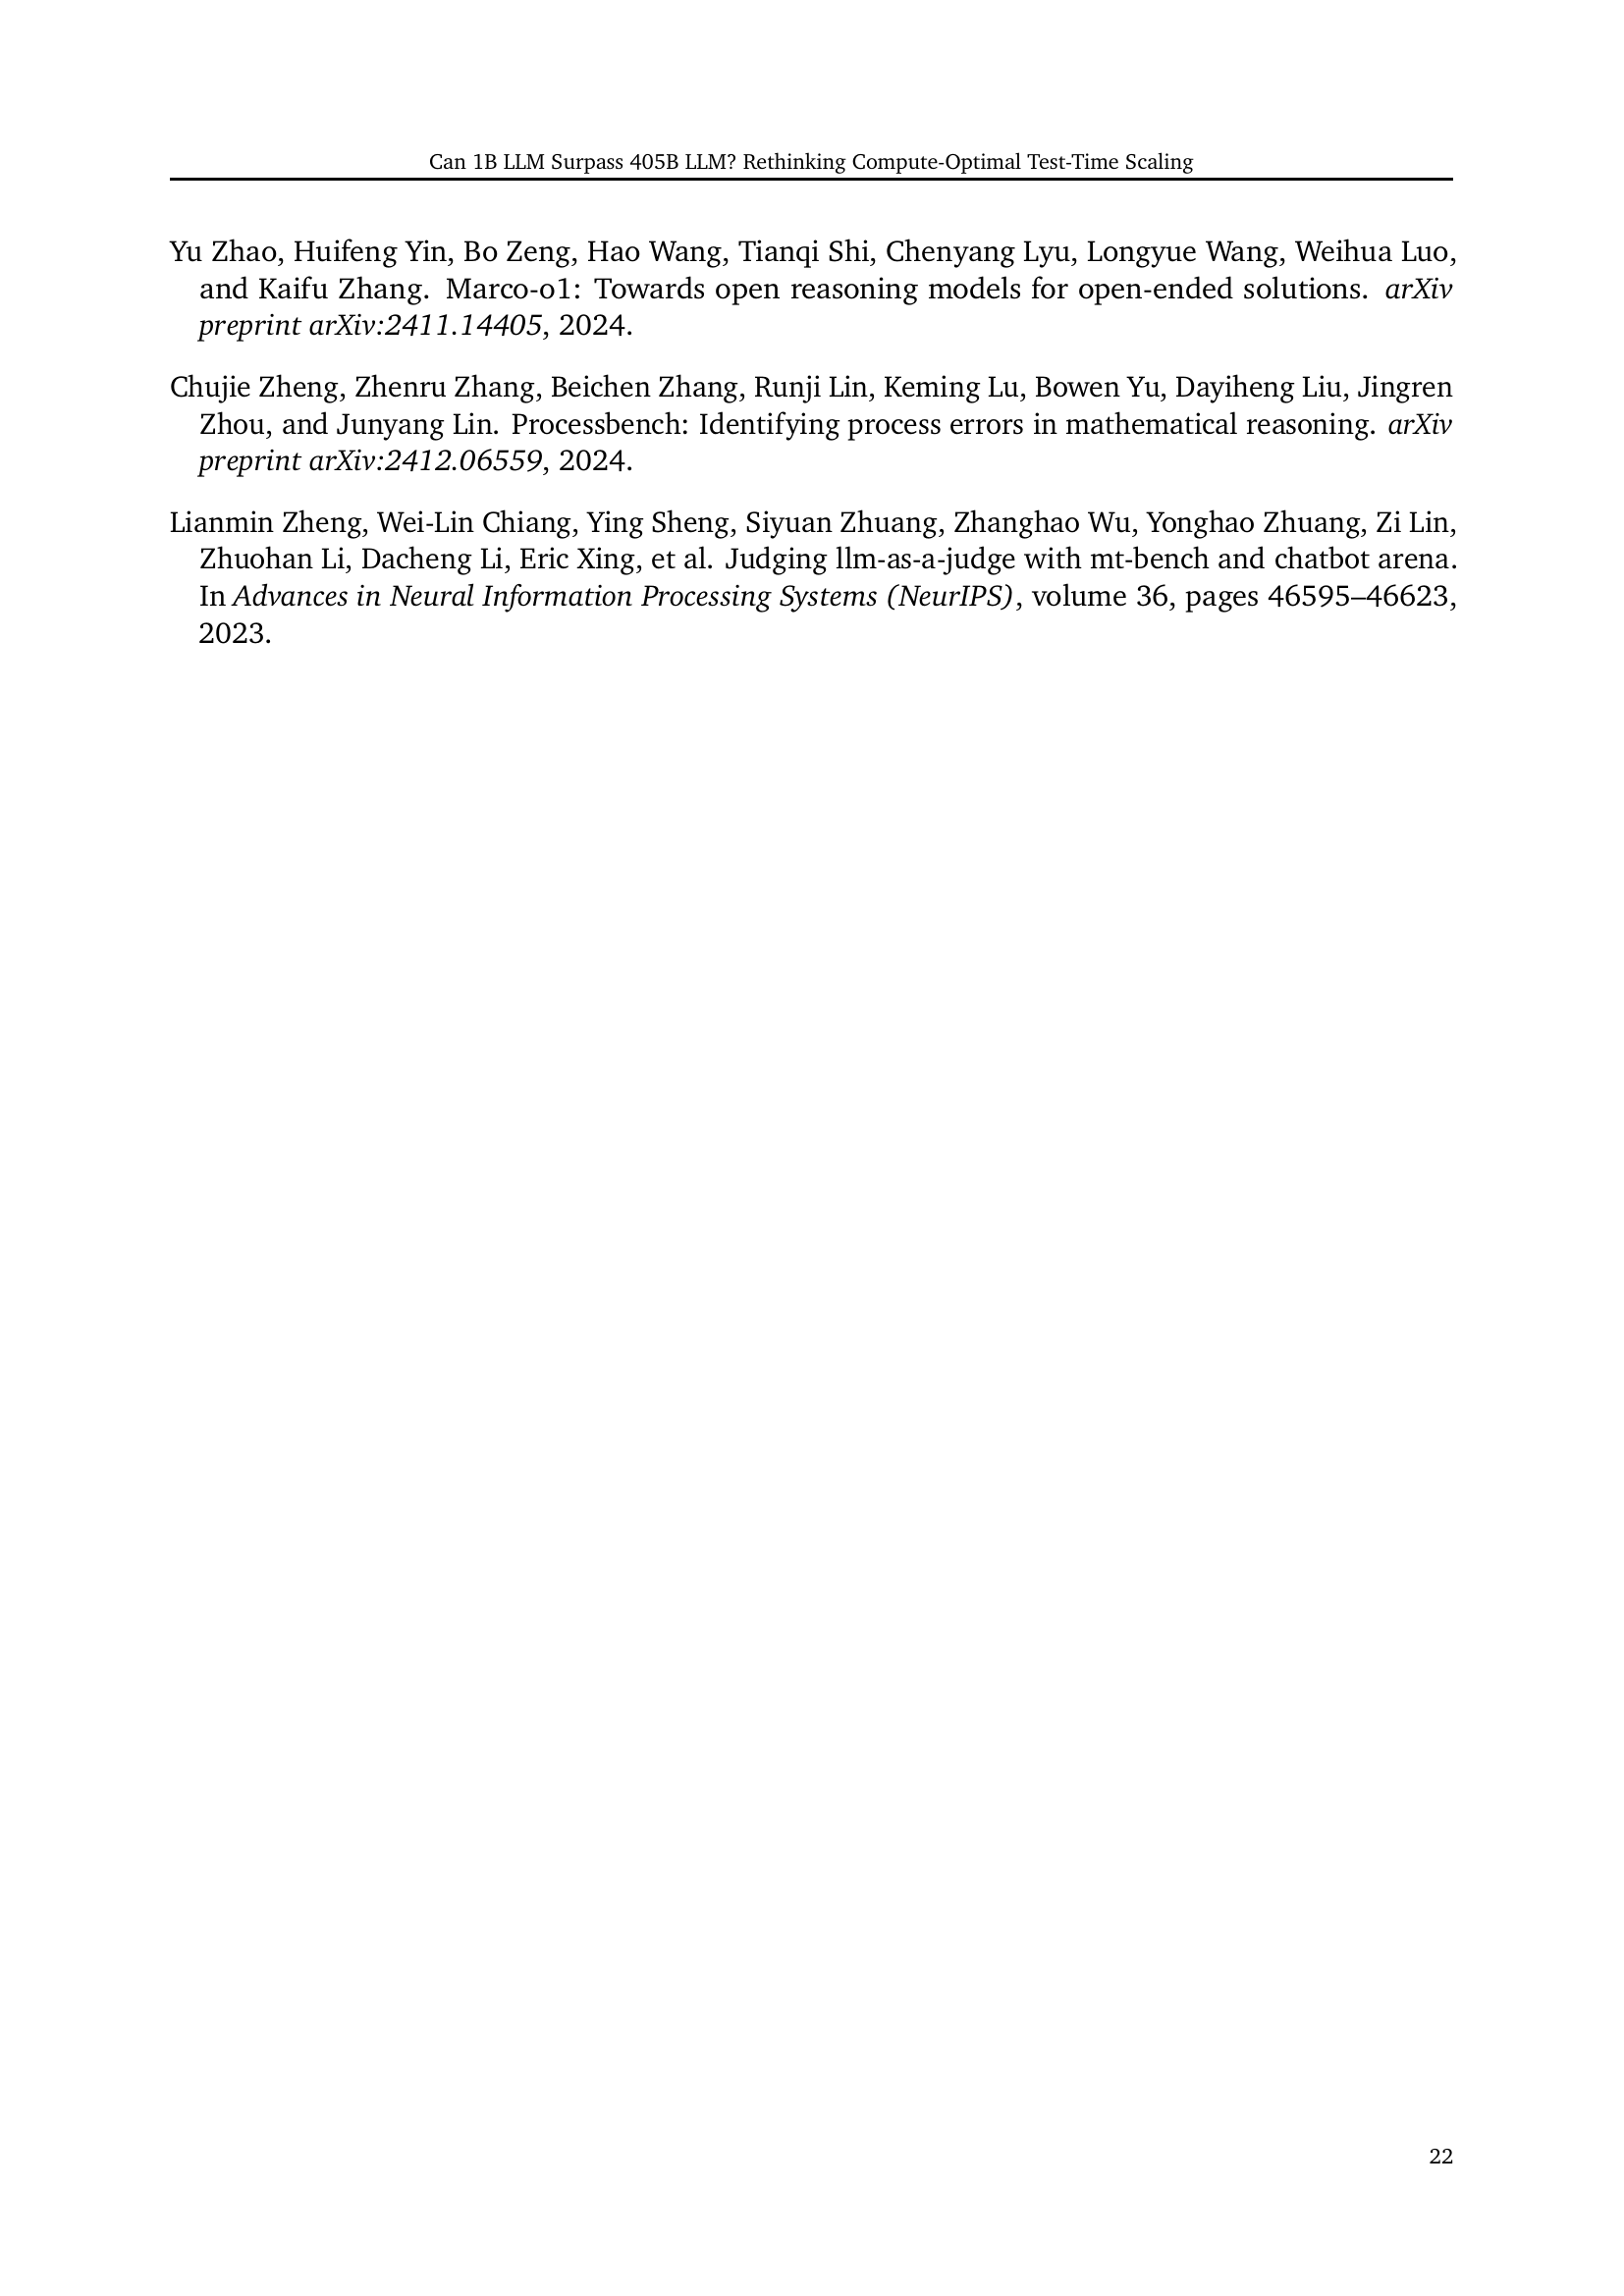 Can 1B LLM Surpass 405B LLM? Rethinking Compute-Optimal Test-Time Scaling
Yu Zhao, Huifeng Yin, Bo Zeng, Hao Wang, Tianqi Shi, Chenyang Lyu, Longyue Wang, Weihua Luo,
and Kaifu Zhang. Marco-o1: Towards open reasoning models for open-ended solutions. arXiv
preprint arXiv:2411.14405, 2024.
Chujie Zheng, Zhenru Zhang, Beichen Zhang, Runji Lin, Keming Lu, Bowen Yu, Dayiheng Liu, Jingren
Zhou, and Junyang Lin. Processbench: Identifying process errors in mathematical reasoning. arXiv
preprint arXiv:2412.06559, 2024.
Lianmin Zheng, Wei-Lin Chiang, Ying Sheng, Siyuan Zhuang, Zhanghao Wu, Yonghao Zhuang, Zi Lin,
Zhuohan Li, Dacheng Li, Eric Xing, et al. Judging llm-as-a-judge with mt-bench and chatbot arena.
In Advances in Neural Information Processing Systems (NeurIPS), volume 36, pages 46595–46623,
2023.
22